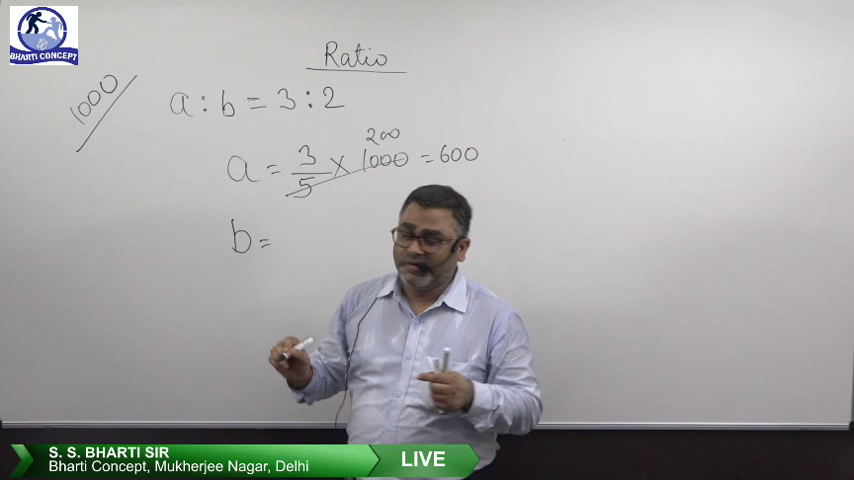 BHARTI CONCEPT
Ratio
1000
a : b = 3 : 2
200
a = 3/5 × 1000 = 600
b =
S. S. BHARTI SIR
Bharti Concept, Mukherjee Nagar, Delhi
LIVE